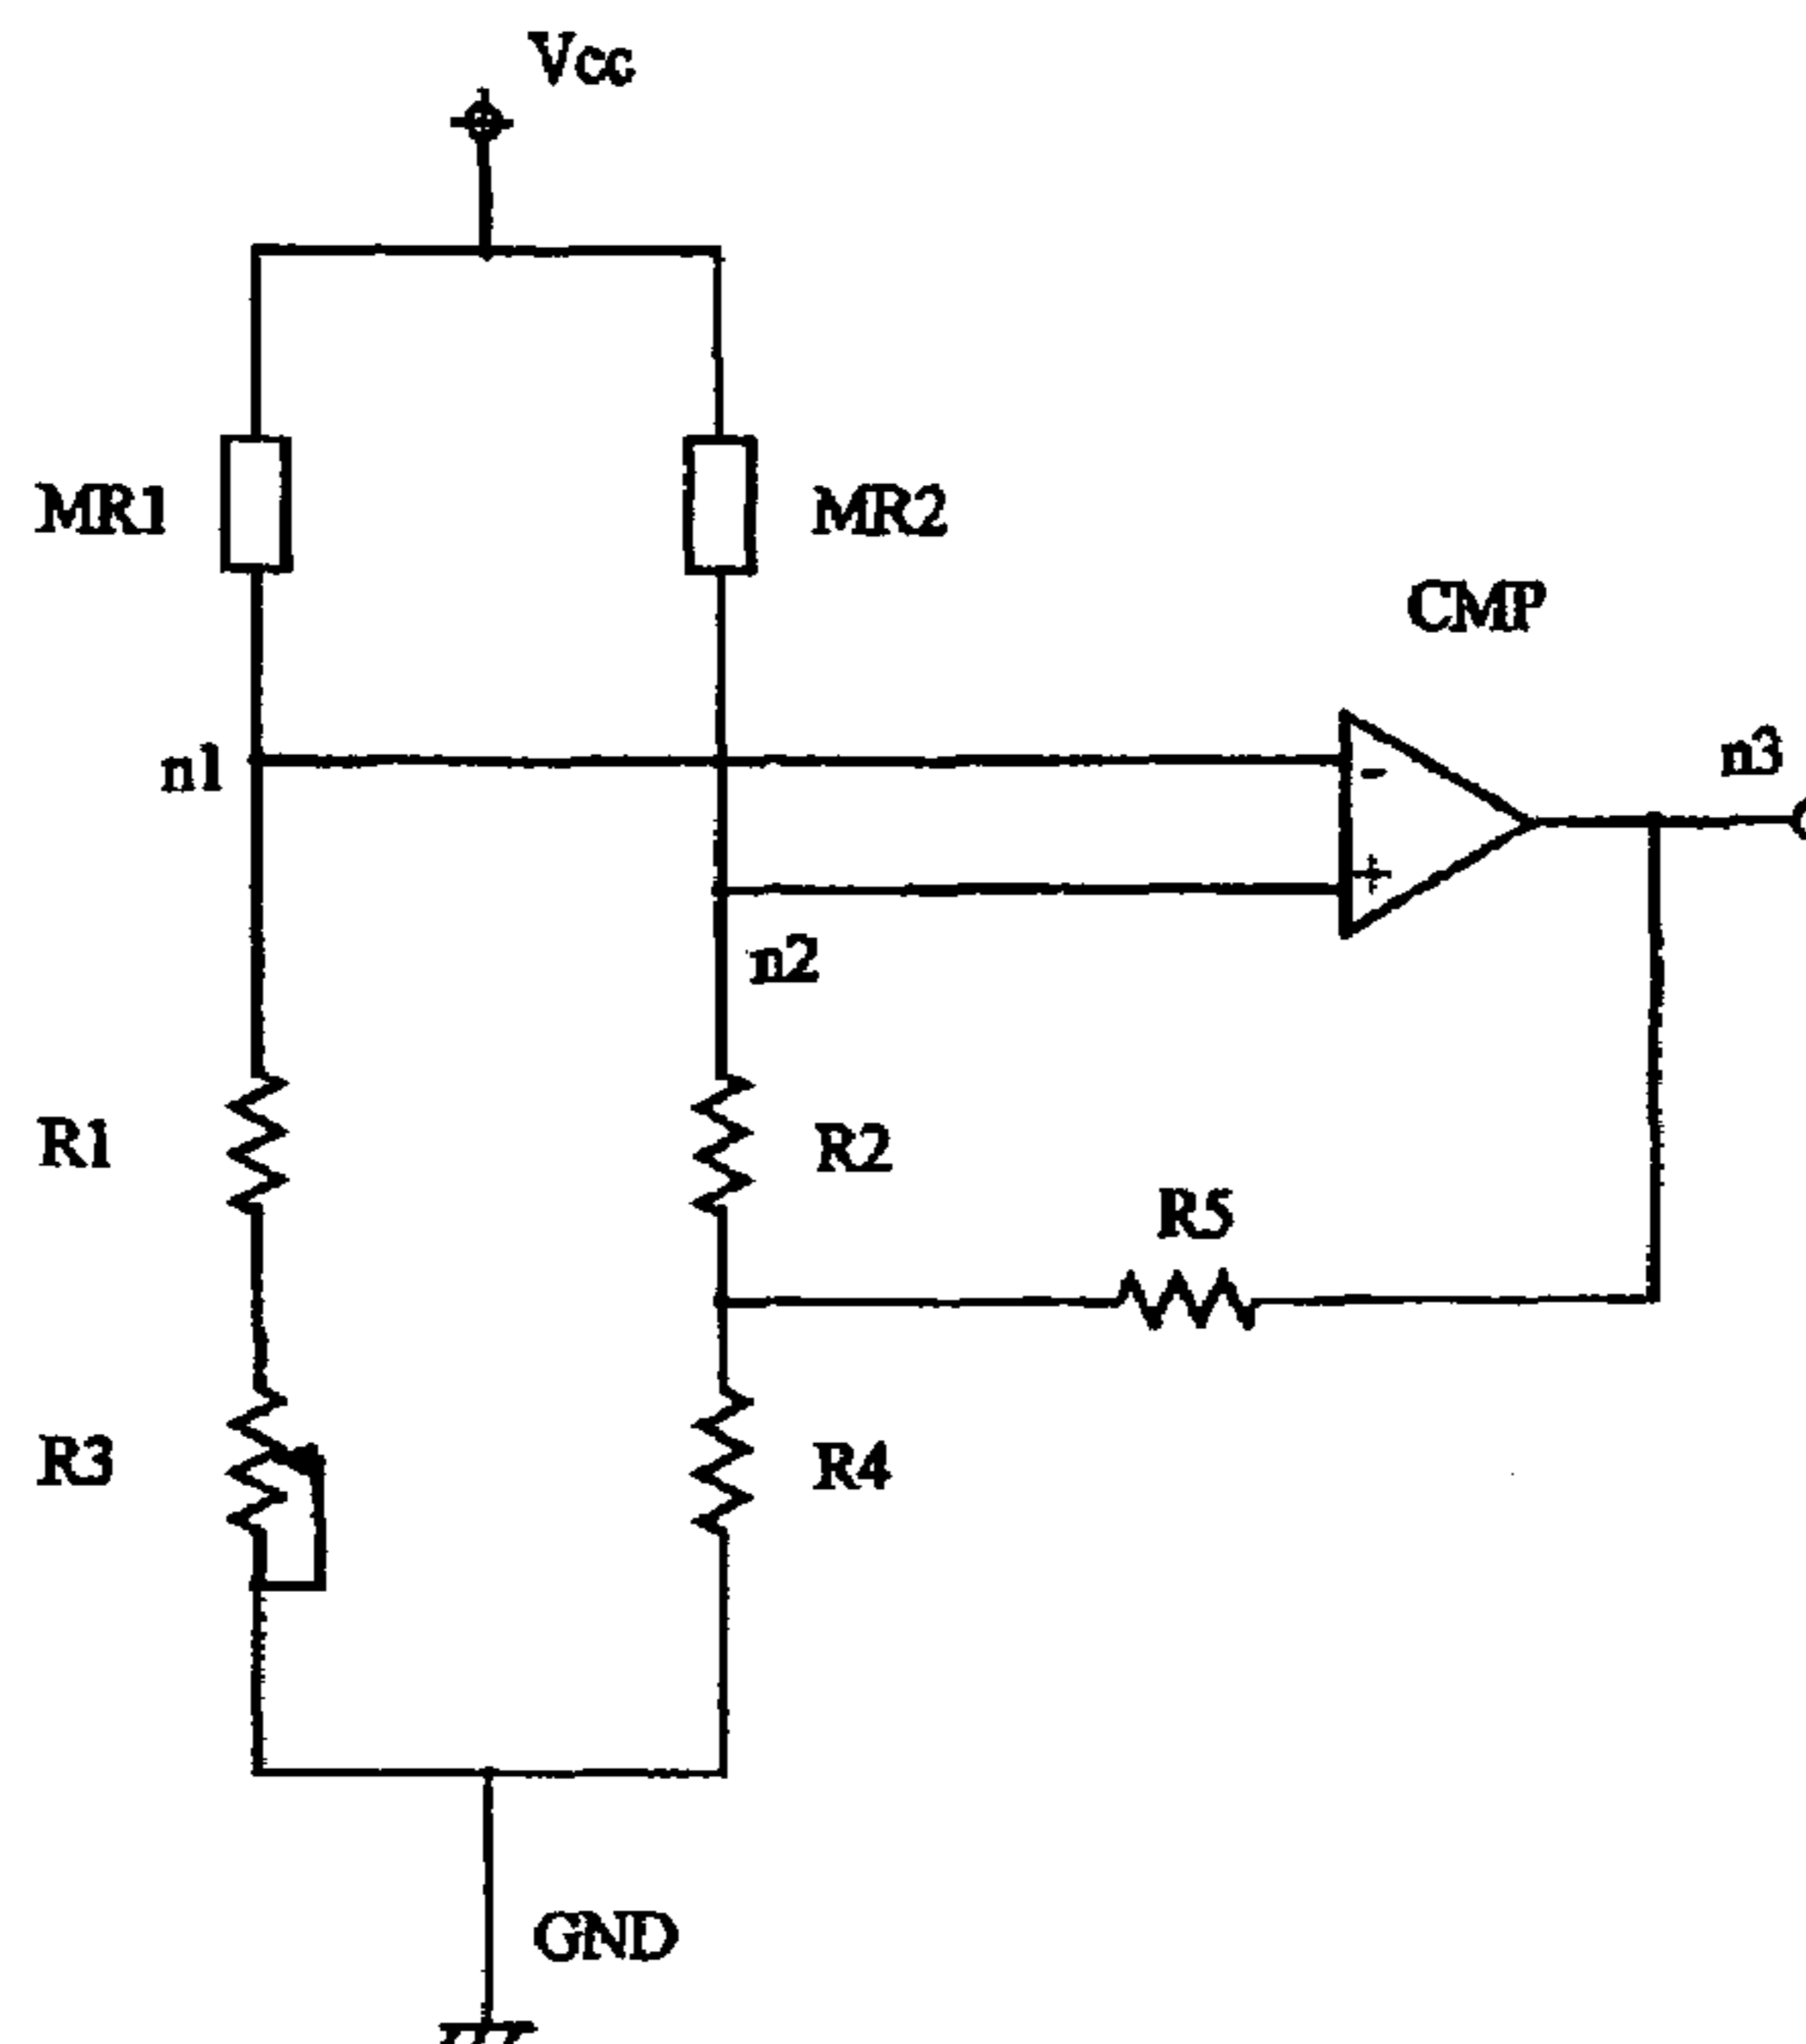 Vcc
MR1
MR2
CMP
n1
n3
-
+
n2
R1
R2
R5
R3
R4
GND